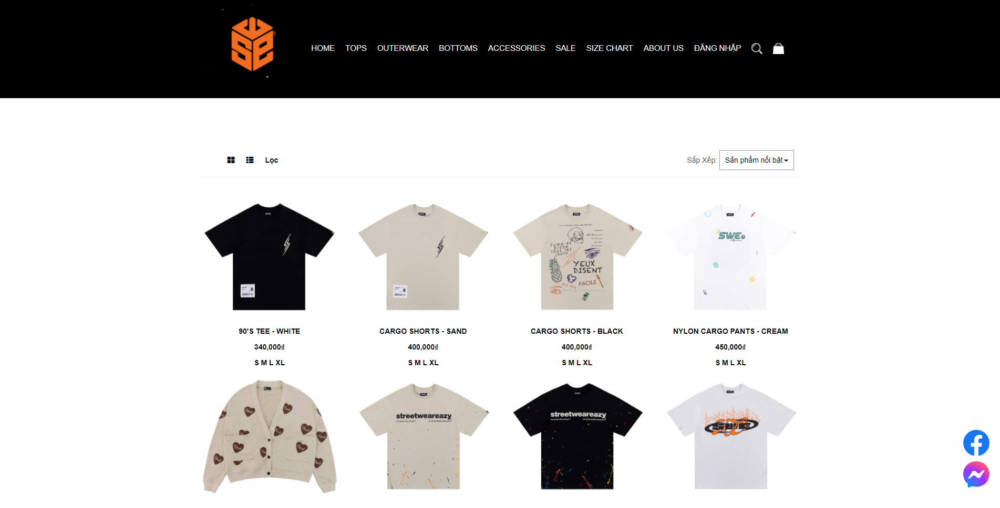 HOME TOPS OUTERWEAR BOTTOMS ACCESSORIES SALE SIZE CHART ABOUT US ĐĂNG NHẬP
Lọc
Sắp Xếp: Sản phẩm nổi bật
Fume et
plane
tous les
jours
YEUX
DISENT
FACILE
SWE
90'S TEE - WHITE
340,000₫
S M L XL
CARGO SHORTS - SAND
400,000₫
S M L XL
CARGO SHORTS - BLACK
400,000₫
S M L XL
NYLON CARGO PANTS - CREAM
450,000₫
S M L XL
streetweareazy
streetweareazy